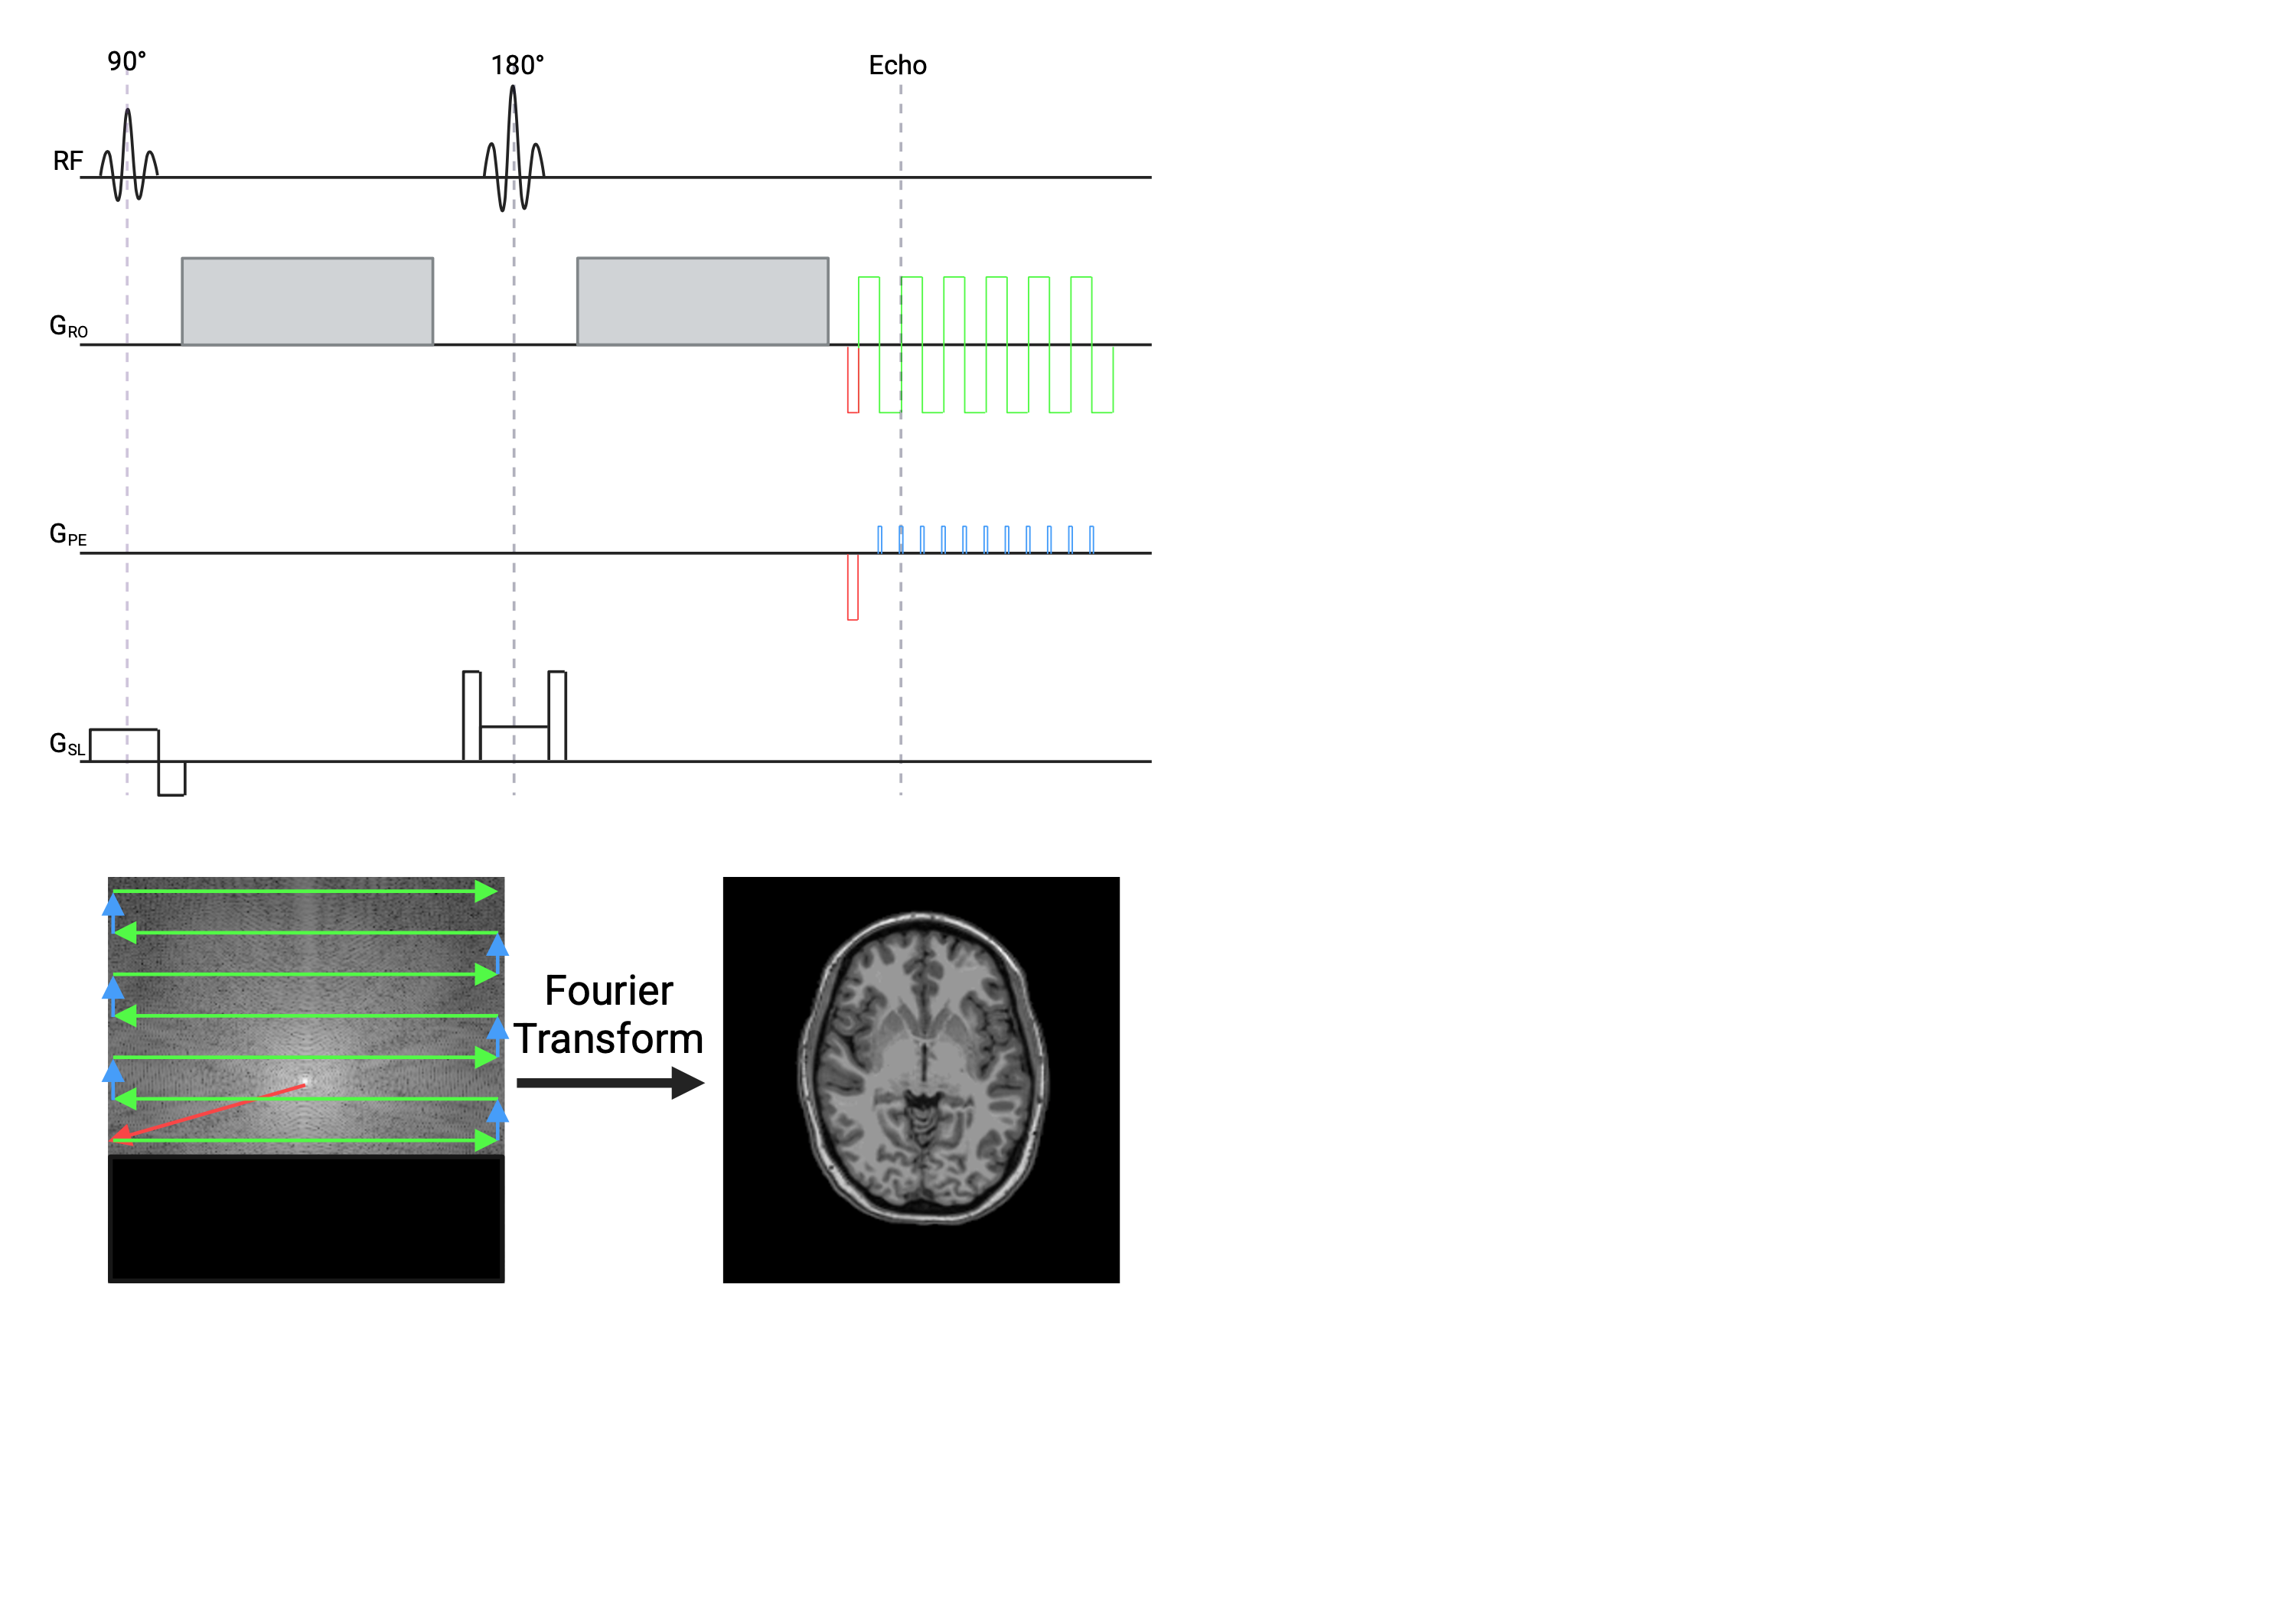 90°
180°
Echo
RF
GRO
GPE
GSL
Fourier
Transform